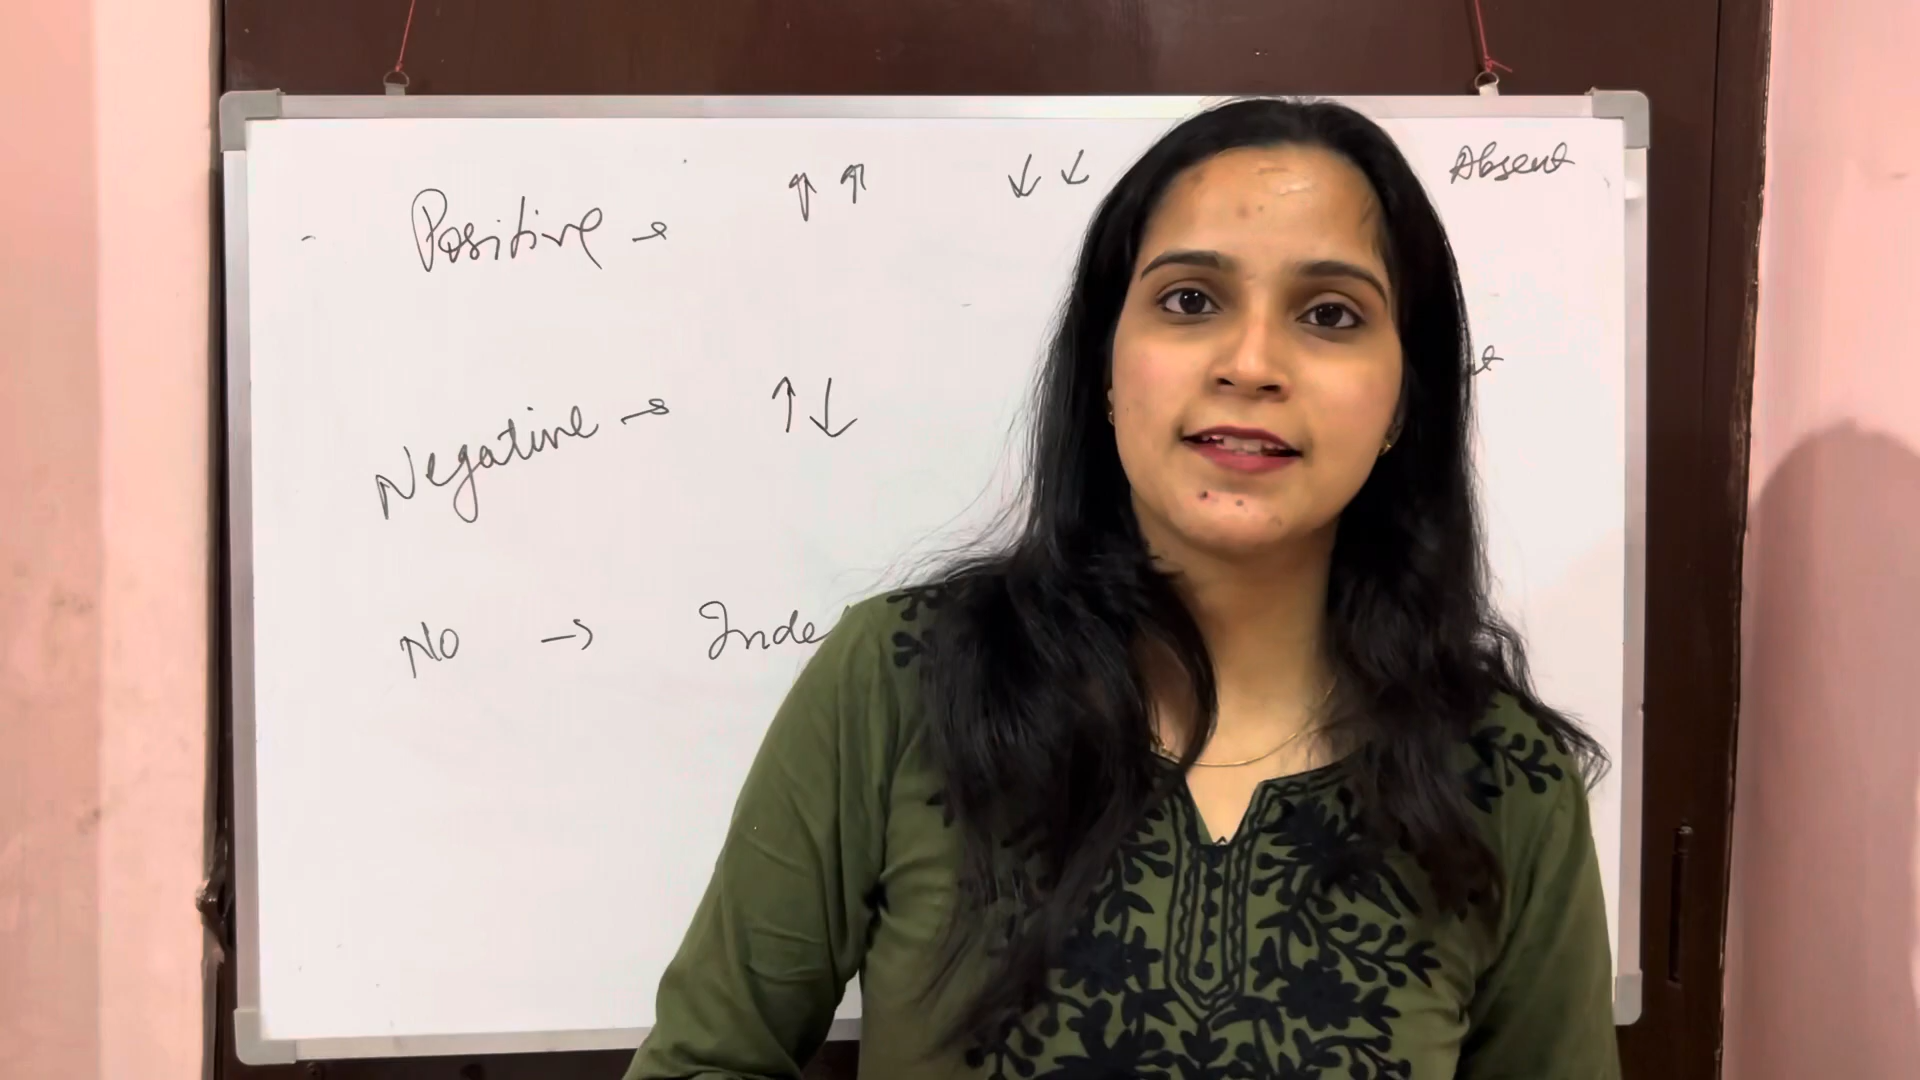 Positive → ↑↑ ↓↓ Absent
Negative → ↑↓
No → Inde